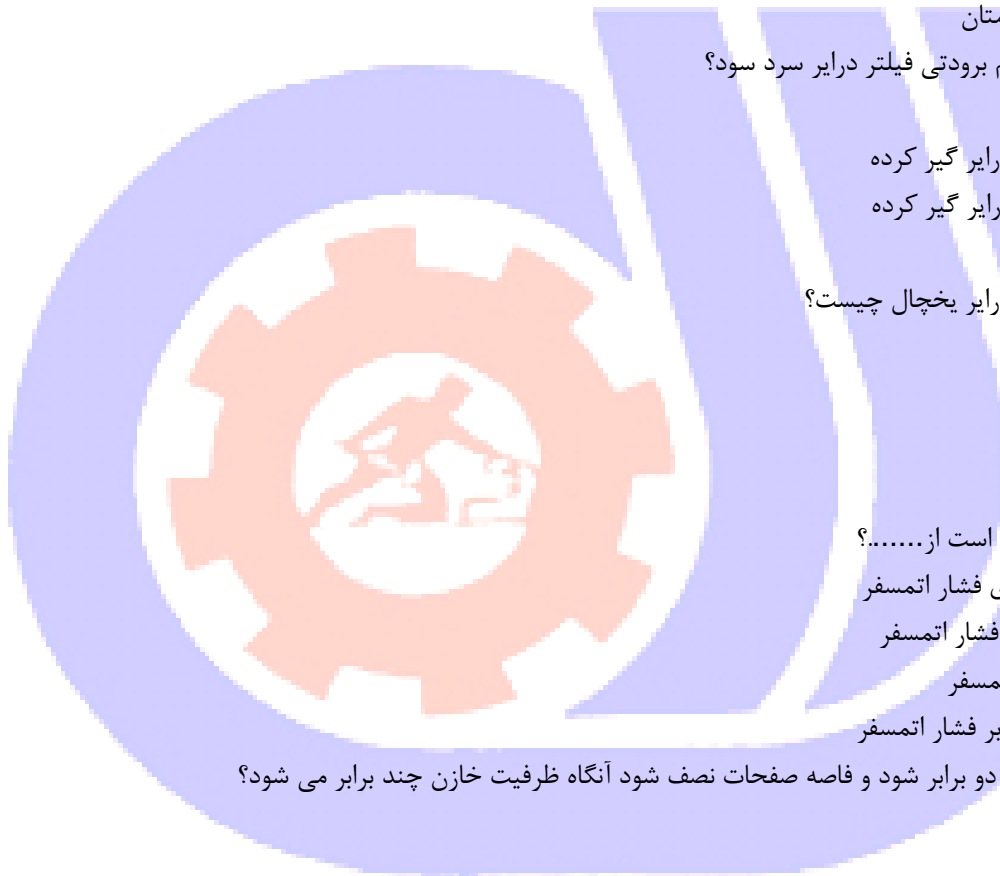 م برودتی فیلتر درایر سرد سود؟
رایر گیر کرده
رایر گیر کرده
رایر یخچال چیست؟
است از.......؟
ی فشار اتمسفر
فشار اتمسفر
مسفر
بر فشار اتمسفر
دو برابر شود و فاصه صفحات نصف شود آنگاه ظرفیت خازن چند برابر می شود؟